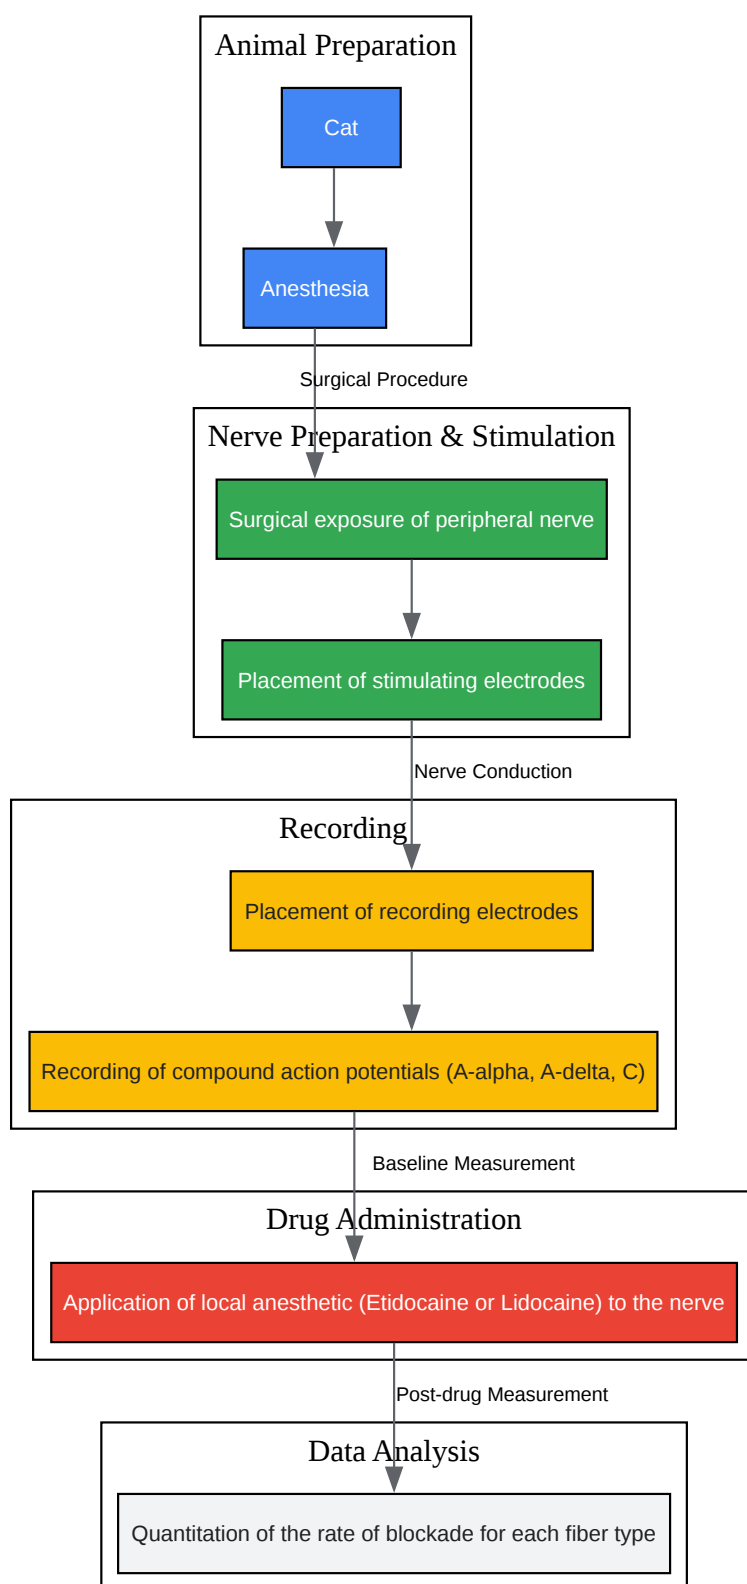 Animal Preparation
Cat
Anesthesia
Surgical Procedure
Nerve Preparation & Stimulation
Surgical exposure of peripheral nerve
Placement of stimulating electrodes
Nerve Conduction
Recording
Placement of recording electrodes
Recording of compound action potentials (A-alpha, A-delta, C)
Baseline Measurement
Drug Administration
Application of local anesthetic (Etidocaine or Lidocaine) to the nerve
Post-drug Measurement
Data Analysis
Quantitation of the rate of blockade for each fiber type